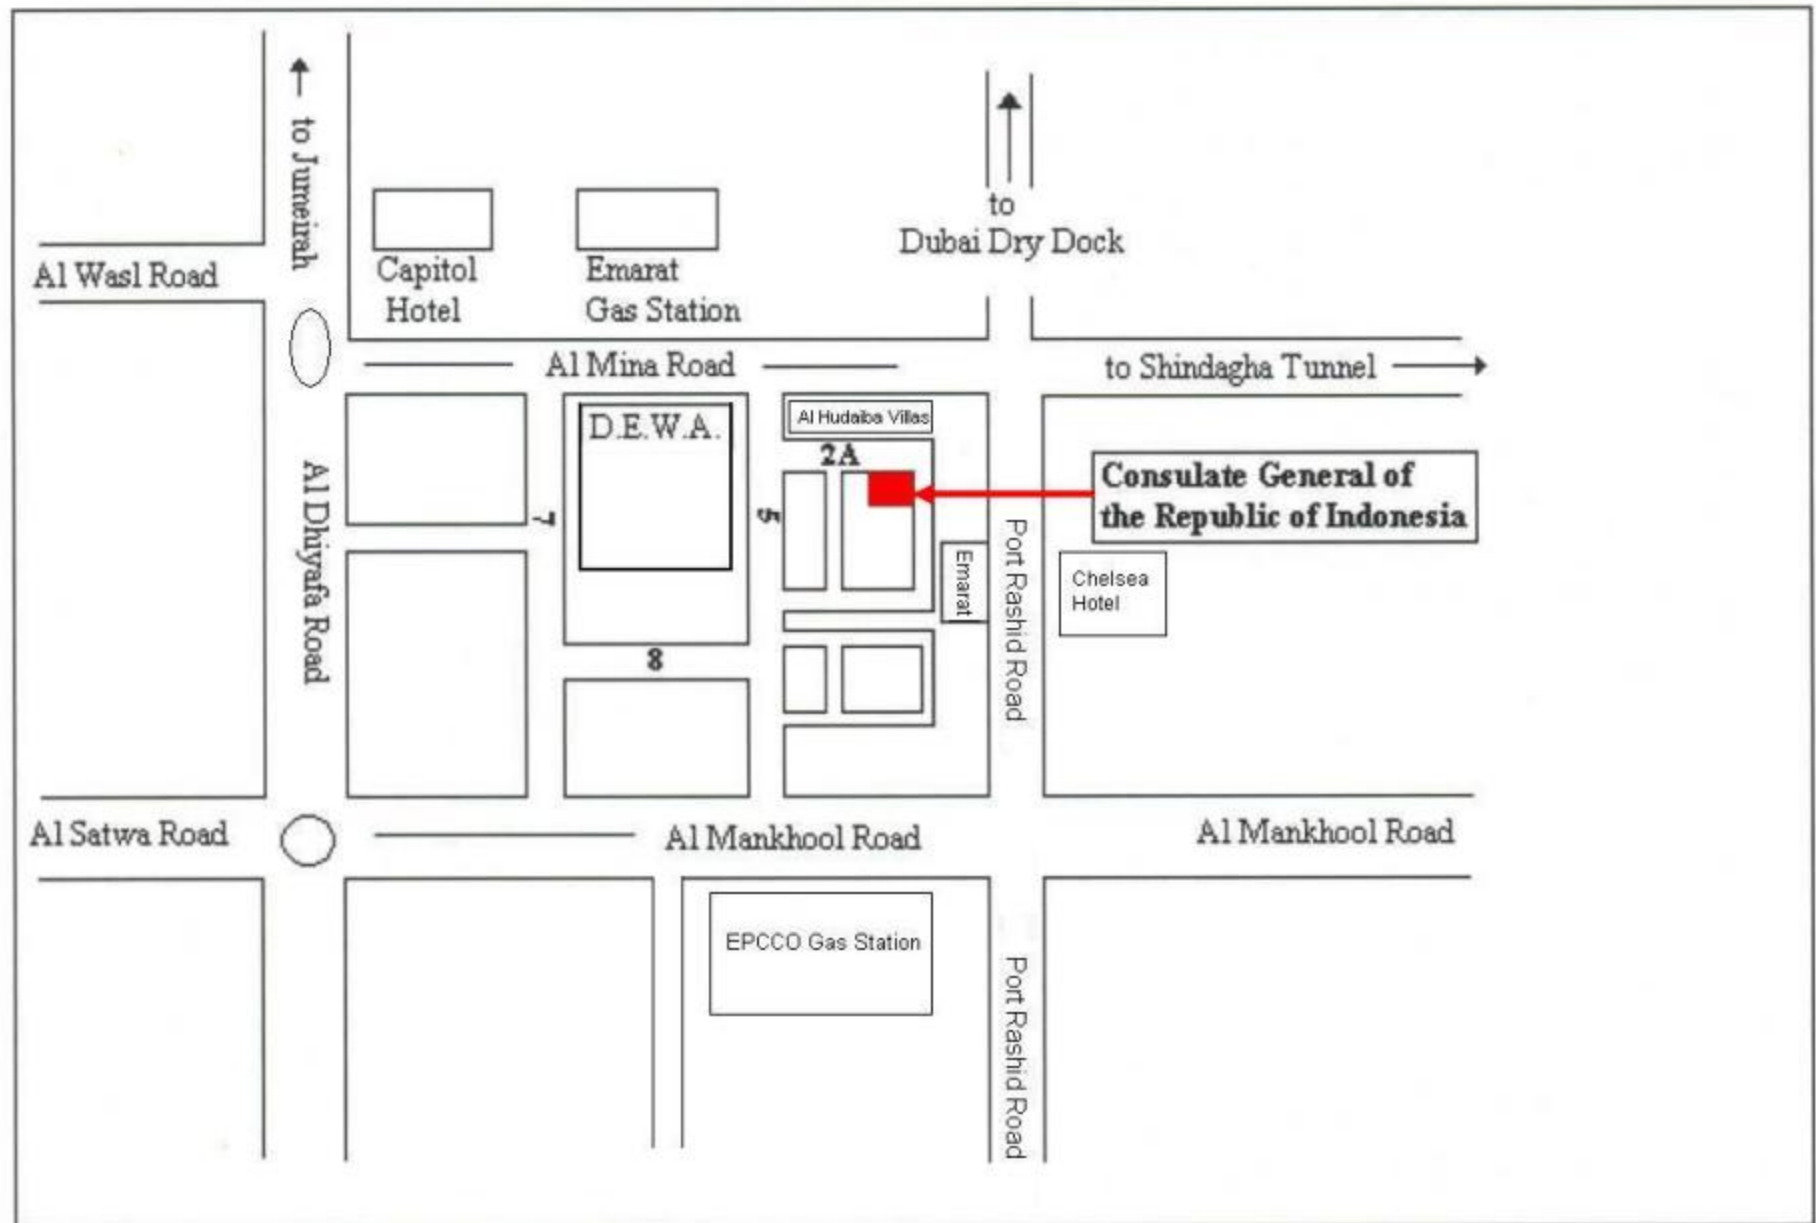 to Jumeirah
to
Dubai Dry Dock
Al Wasl Road
Capitol
Hotel
Emarat
Gas Station
Al Mina Road
to Shindagha Tunnel
D.E.W.A.
Al Hudaiba Villas
2A
Consulate General of
the Republic of Indonesia
Al Dhiyafa Road
7
5
Port Rashid Road
Emarat
Chelsea
Hotel
8
Al Satwa Road
Al Mankhool Road
Al Mankhool Road
EPCCO Gas Station
Port Rashid Road